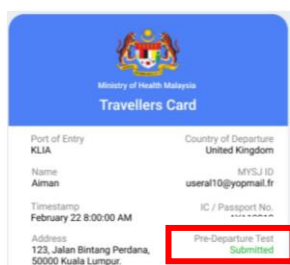 Ministry of Health Malaysia
Travellers Card
Port of Entry
KLIA
Country of Departure
United Kingdom
Name
Aiman
MYSJ ID
useral10@yopmail.fr
Timestamp
February 22 8:00:00 AM
IC / Passport No.
Address
123, Jalan Bintang Perdana,
50000 Kuala Lumpur.
Pre-Departure Test
Submitted